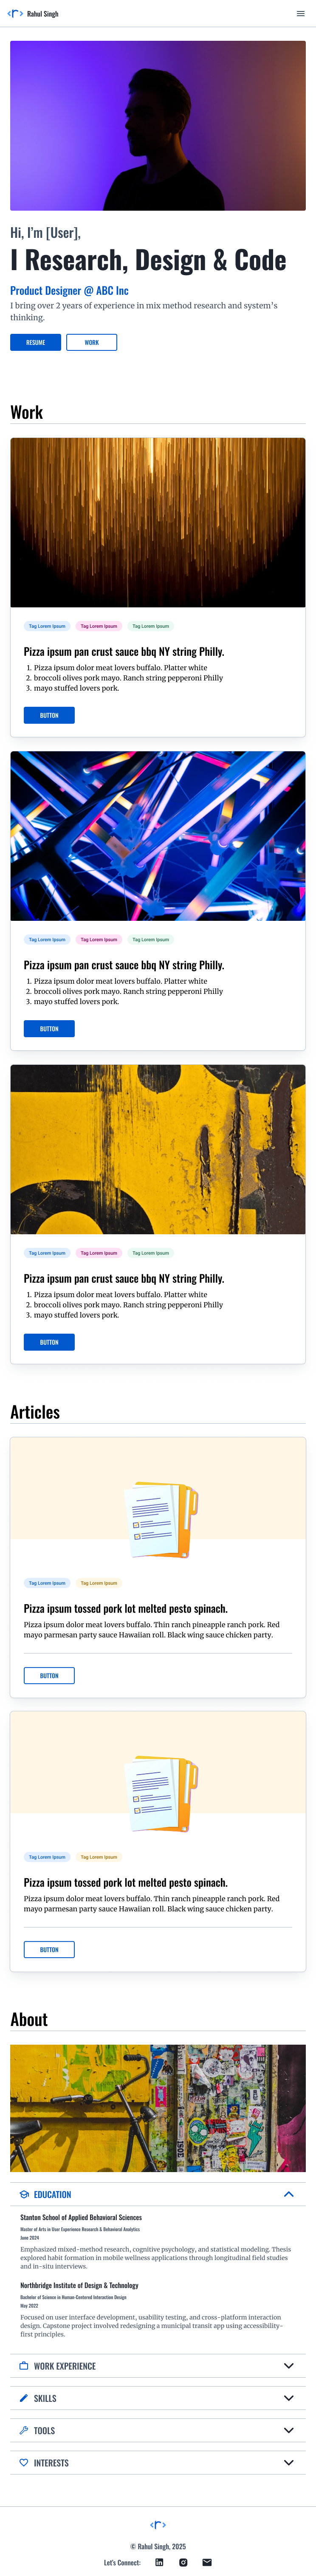 <r> Rahul Singh
Hi, I'm [User],
I Research, Design & Code
Product Designer @ ABC Inc
I bring over 2 years of experience in mix method research and system's
thinking.
RESUME WORK
Work
Tag Lorem Ipsum Tag Lorem Ipsum Tag Lorem Ipsum
Pizza ipsum pan crust sauce bbq NY string Philly.
1. Pizza ipsum dolor meat lovers buffalo. Platter white
2. broccoli olives pork mayo. Ranch string pepperoni Philly
3. mayo stuffed lovers pork.
BUTTON
Tag Lorem Ipsum Tag Lorem Ipsum Tag Lorem Ipsum
Pizza ipsum pan crust sauce bbq NY string Philly.
1. Pizza ipsum dolor meat lovers buffalo. Platter white
2. broccoli olives pork mayo. Ranch string pepperoni Philly
3. mayo stuffed lovers pork.
BUTTON
Tag Lorem Ipsum Tag Lorem Ipsum Tag Lorem Ipsum
Pizza ipsum pan crust sauce bbq NY string Philly.
1. Pizza ipsum dolor meat lovers buffalo. Platter white
2. broccoli olives pork mayo. Ranch string pepperoni Philly
3. mayo stuffed lovers pork.
BUTTON
Articles
Tag Lorem Ipsum Tag Lorem Ipsum
Pizza ipsum tossed pork lot melted pesto spinach.
Pizza ipsum dolor meat lovers buffalo. Thin ranch pineapple ranch pork. Red
mayo parmesan party sauce Hawaiian roll. Black wing sauce chicken party.
BUTTON
Tag Lorem Ipsum Tag Lorem Ipsum
Pizza ipsum tossed pork lot melted pesto spinach.
Pizza ipsum dolor meat lovers buffalo. Thin ranch pineapple ranch pork. Red
mayo parmesan party sauce Hawaiian roll. Black wing sauce chicken party.
BUTTON
About
EDUCATION
Stanton School of Applied Behavioral Sciences
Master of Arts in User Experience Research & Behavioral Analytics
June 2024
Emphasized mixed-method research, cognitive psychology, and statistical modeling. Thesis
explored habit formation in mobile wellness applications through longitudinal field studies
and in-situ interviews.
Northbridge Institute of Design & Technology
Bachelor of Science in Human-Centered Interaction Design
May 2022
Focused on user interface development, usability testing, and cross-platform interaction
design. Capstone project involved redesigning a municipal transit app using accessibility-
first principles.
WORK EXPERIENCE
SKILLS
TOOLS
INTERESTS
<r>
© Rahul Singh, 2025
Let's Connect: